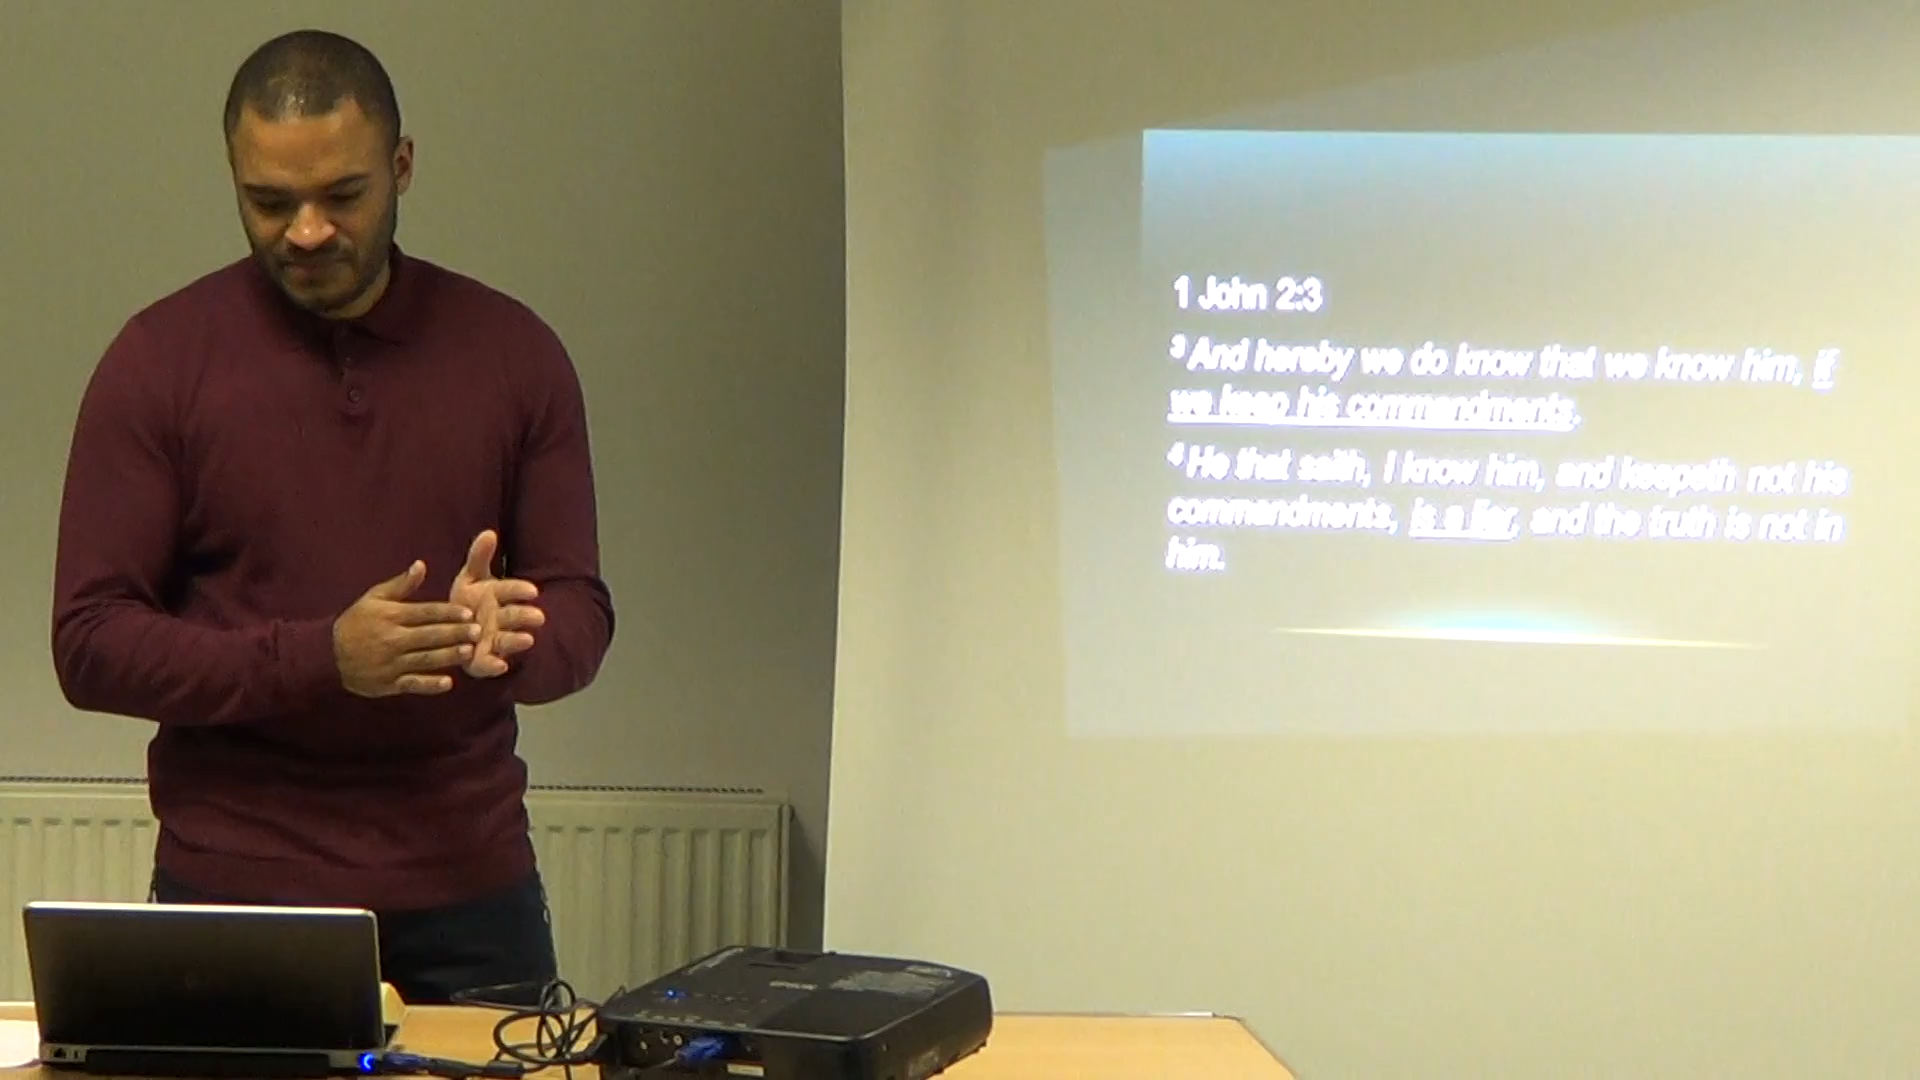 1 John 2:3
3 And hereby we do know that we know him, if
we keep his commandments.
4 He that saith, I know him, and keepeth not his
commandments, is a liar, and the truth is not in
him.